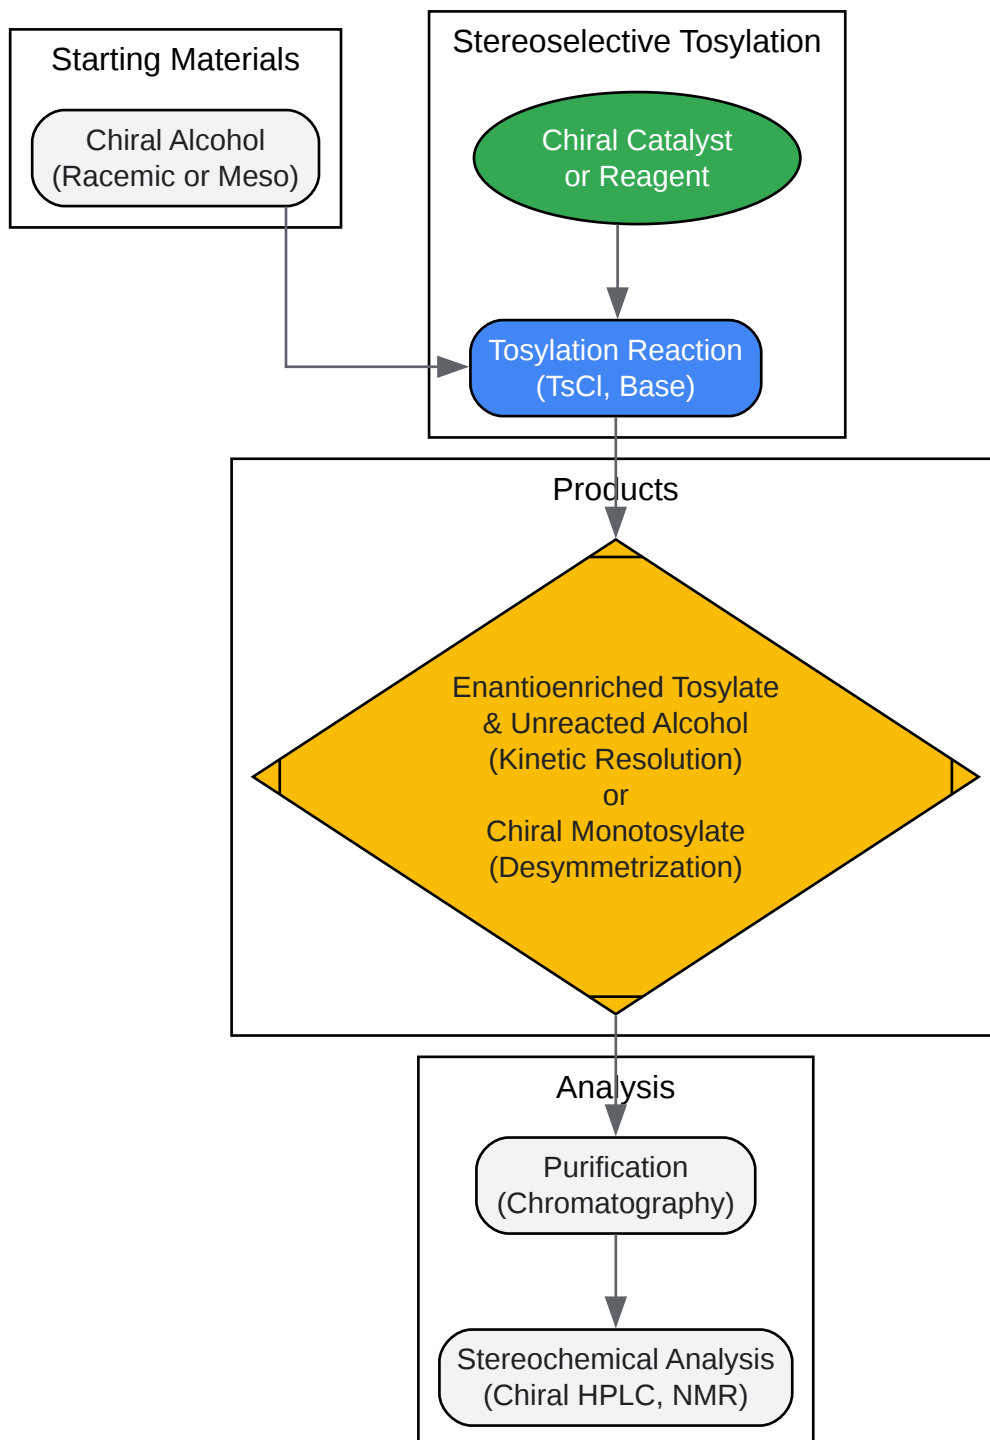 Starting Materials
Chiral Alcohol
(Racemic or Meso)
Stereoselective Tosylation
Chiral Catalyst
or Reagent
Tosylation Reaction
(TsCl, Base)
Products
Enantioenriched Tosylate
& Unreacted Alcohol
(Kinetic Resolution)
or
Chiral Monotosylate
(Desymmetrization)
Analysis
Purification
(Chromatography)
Stereochemical Analysis
(Chiral HPLC, NMR)